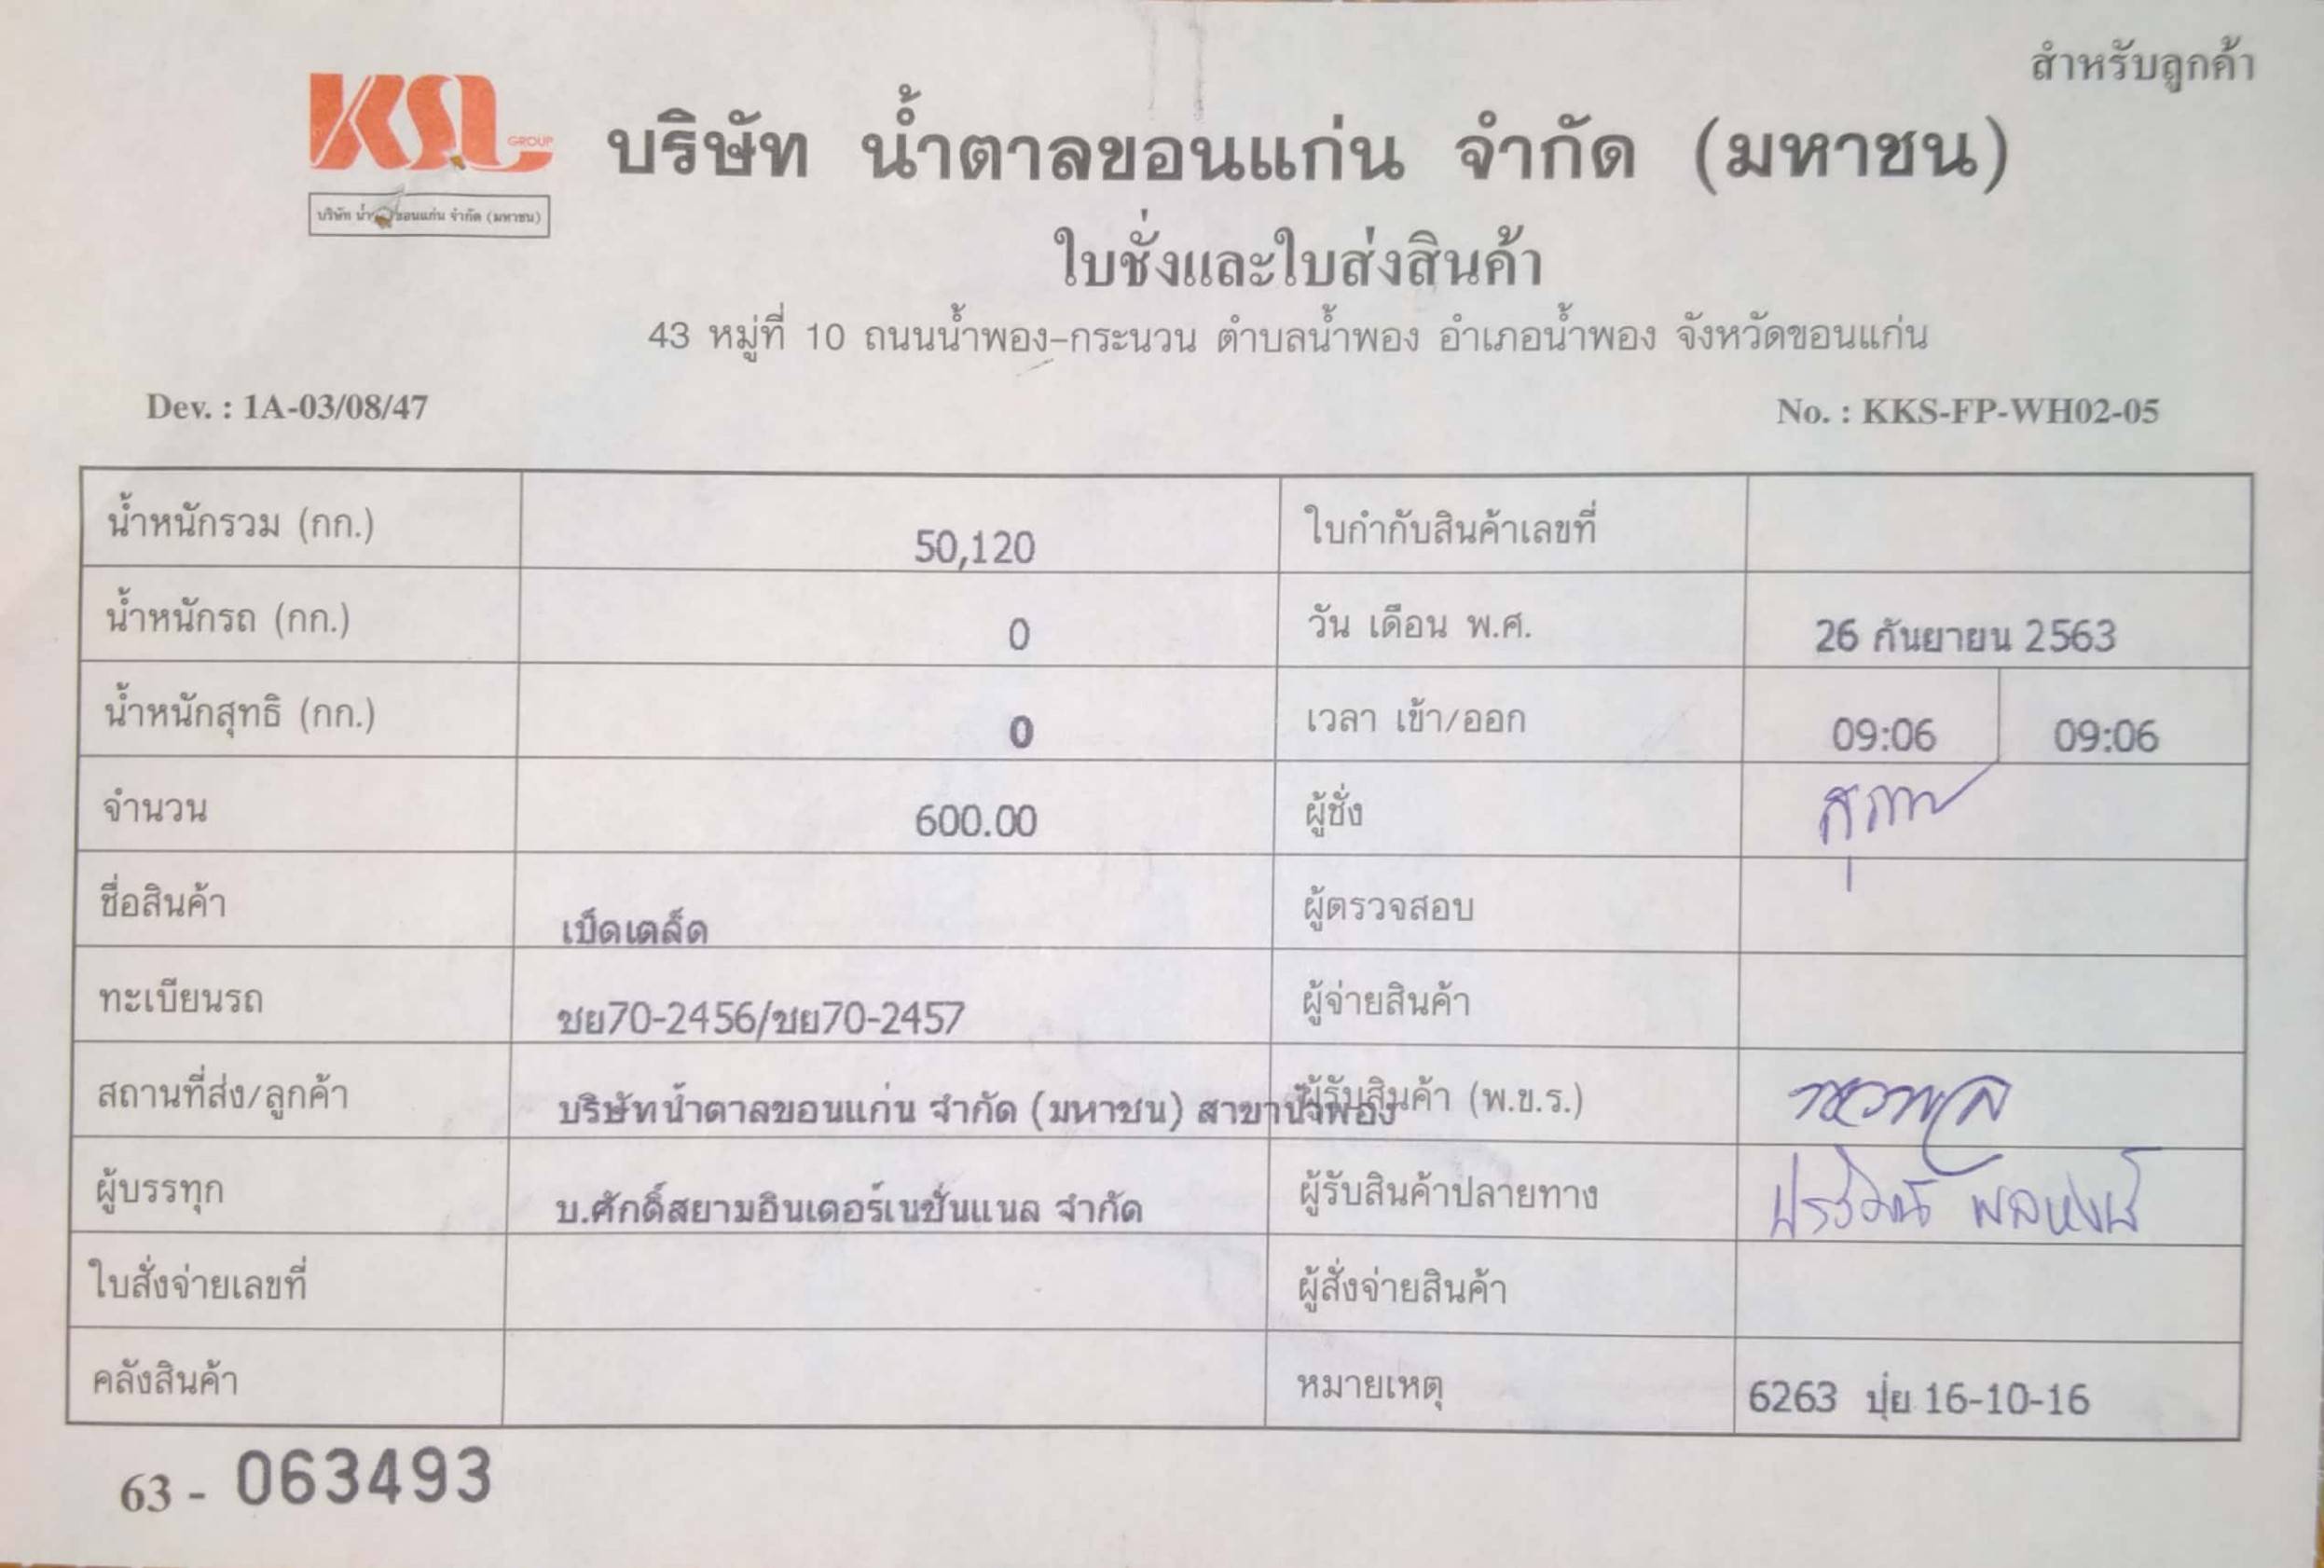 สำหรับลูกค้า
KSL GROUP
บริษัท น้ำตาลขอนแก่น จำกัด (มหาชน)
บริษัท ขอนแก่น จำกัด (มหาชน)
ใบชั่งและใบส่งสินค้า
43 หมู่ที่ 10 ถนนน้ำพอง-กระนวน ตำบลน้ำพอง อำเภอน้ำพอง จังหวัดขอนแก่น
Dev. : 1A-03/08/47 No. : KKS-FP-WH02-05
น้ำหนักรวม (กก.) 50,120 ใบกำกับสินค้าเลขที่
น้ำหนักรถ (กก.) 0 วัน เดือน พ.ศ. 26 กันยายน 2563
น้ำหนักสุทธิ (กก.) 0 เวลา เข้า/ออก 09:06 09:06
จำนวน 600.00 ผู้ชั่ง
ชื่อสินค้า เบ็ดเตล็ด ผู้ตรวจสอบ
ทะเบียนรถ ชย70-2456/ชย70-2457 ผู้จ่ายสินค้า
สถานที่ส่ง/ลูกค้า บริษัทน้ำตาลขอนแก่น จำกัด (มหาชน) สาขาน้ำพอง ผู้รับสินค้า (พ.ข.ร.)
ผู้บรรทุก บ.ศักดิ์สยามอินเตอร์เนชั่นแนล จำกัด ผู้รับสินค้าปลายทาง
ใบสั่งจ่ายเลขที่ ผู้สั่งจ่ายสินค้า
คลังสินค้า หมายเหตุ 6263 ปุ๋ย 16-10-16
63 - 063493